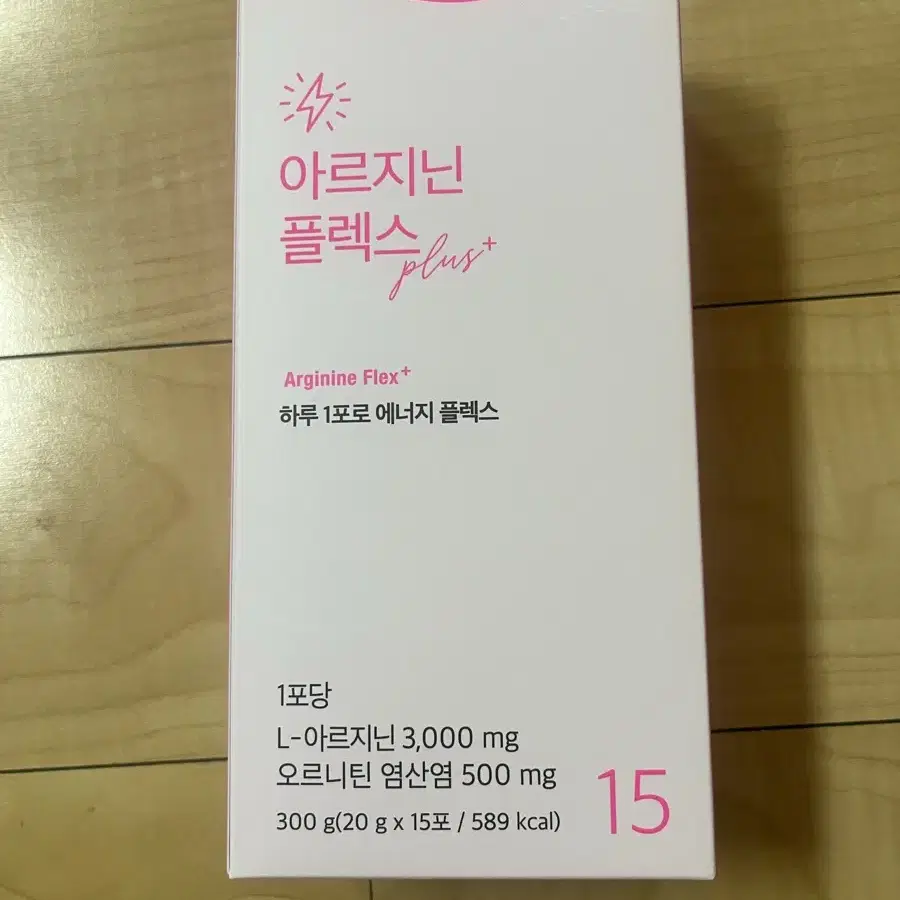 아르지닌
플렉스 plus+
Arginine Flex+
하루 1포로 에너지 플렉스
1포당
L-아르지닌 3,000 mg
오르니틴 염산염 500 mg
300 g(20 g x 15포 / 589 kcal)
15